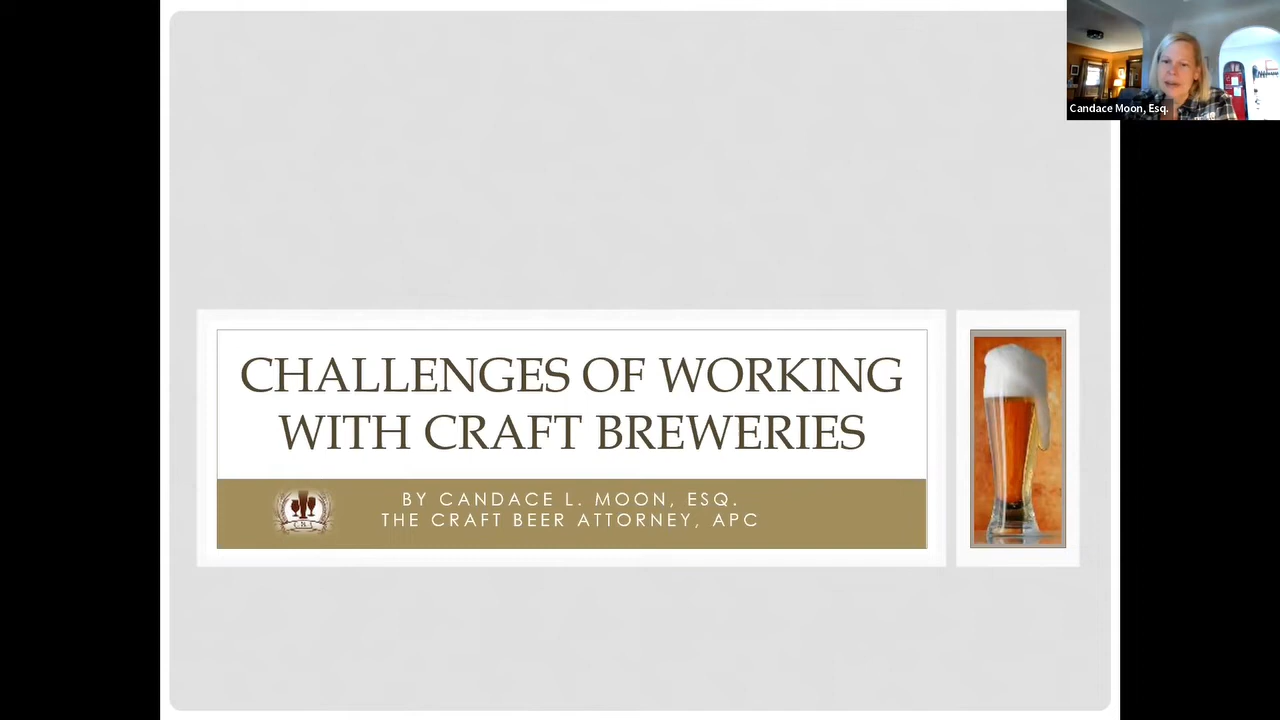 Candace Moon, Esq.
CHALLENGES OF WORKING
WITH CRAFT BREWERIES
BY CANDACE L. MOON, ESQ.
THE CRAFT BEER ATTORNEY, APC